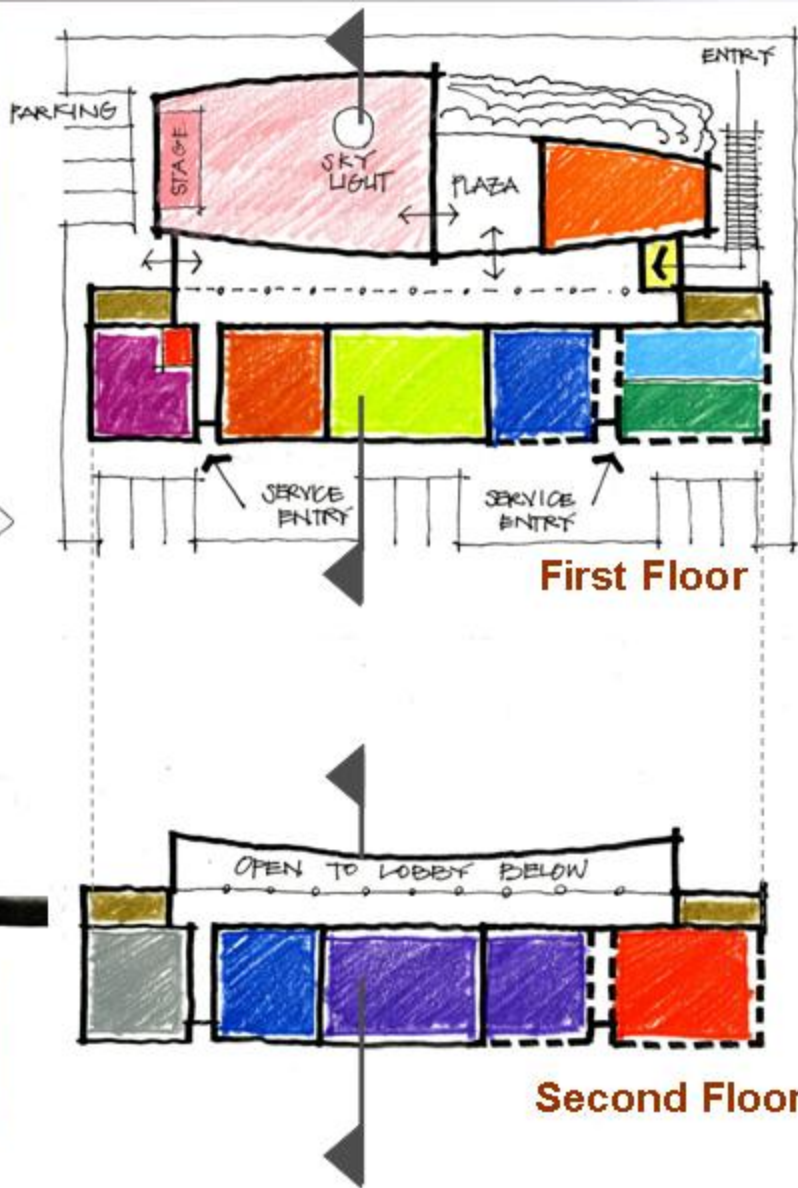 ENTRY
PARKING
STAGE
SKY
LIGHT
PLAZA
SERVICE
ENTRY
SERVICE
ENTRY
First Floor
OPEN TO LOBBY BELOW
Second Floor